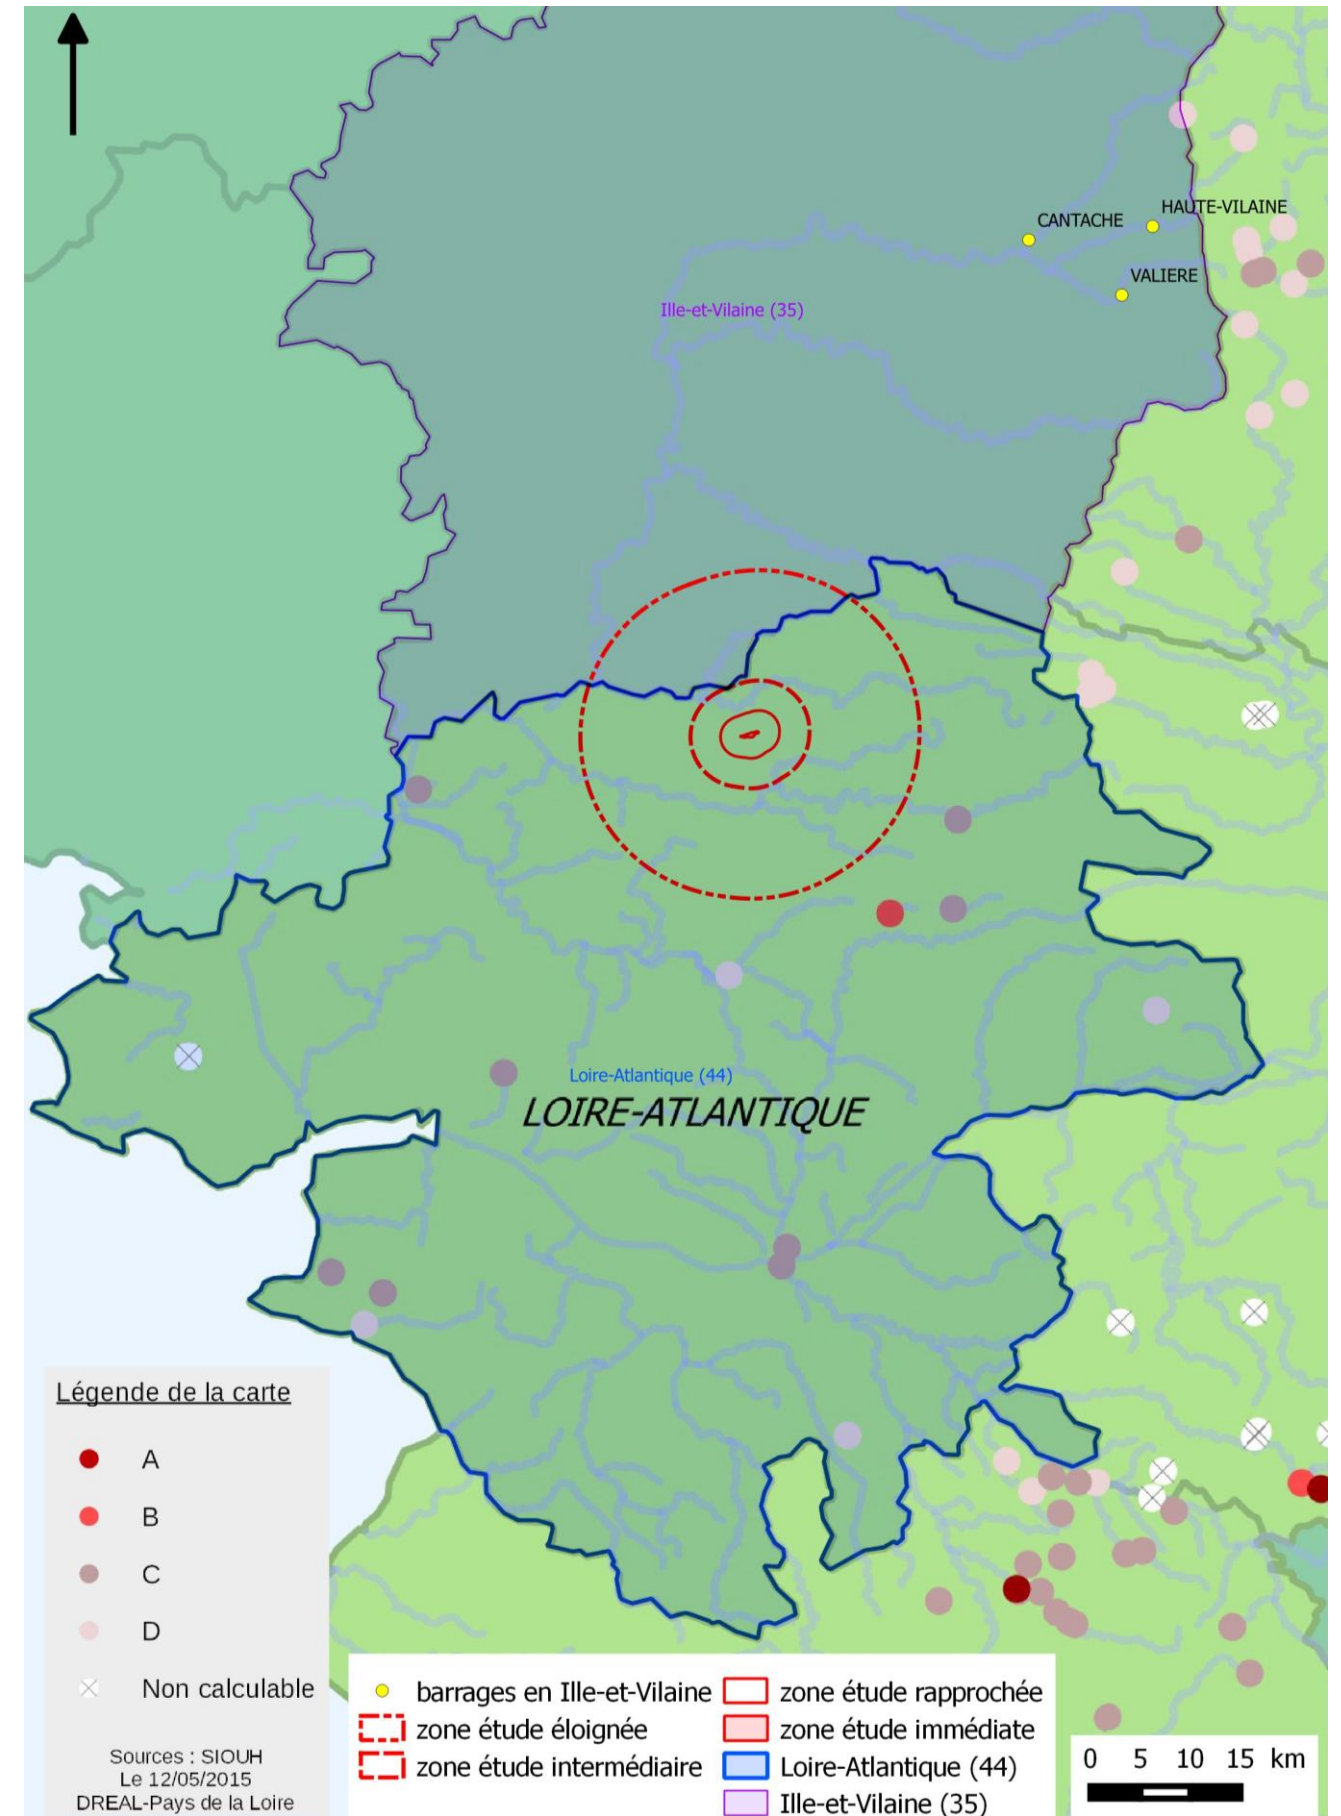 CANTACHE
HAUTE-VILAINE
VALIERE
Ille-et-Vilaine (35)
Loire-Atlantique (44)
LOIRE-ATLANTIQUE
Légende de la carte
A
B
C
D
Non calculable
Sources : SIOUH
Le 12/05/2015
DREAL-Pays de la Loire
barrages en Ille-et-Vilaine
zone étude éloignée
zone étude intermédiaire
zone étude rapprochée
zone étude immédiate
Loire-Atlantique (44)
Ille-et-Vilaine (35)
0 5 10 15 km